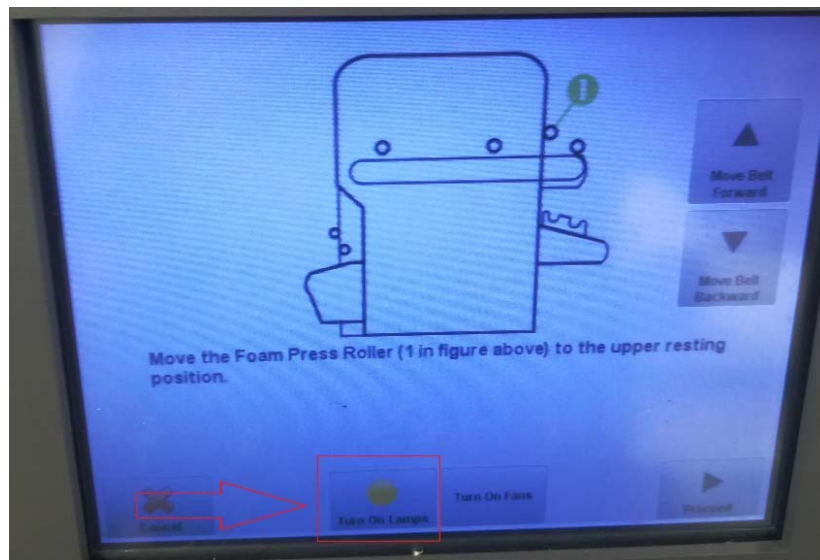 1
Move Belt
Forward
Move Belt
Backward
Move the Foam Press Roller (1 in figure above) to the upper resting
position.
Cancel
Turn On Lamps
Turn On Fans
Proceed